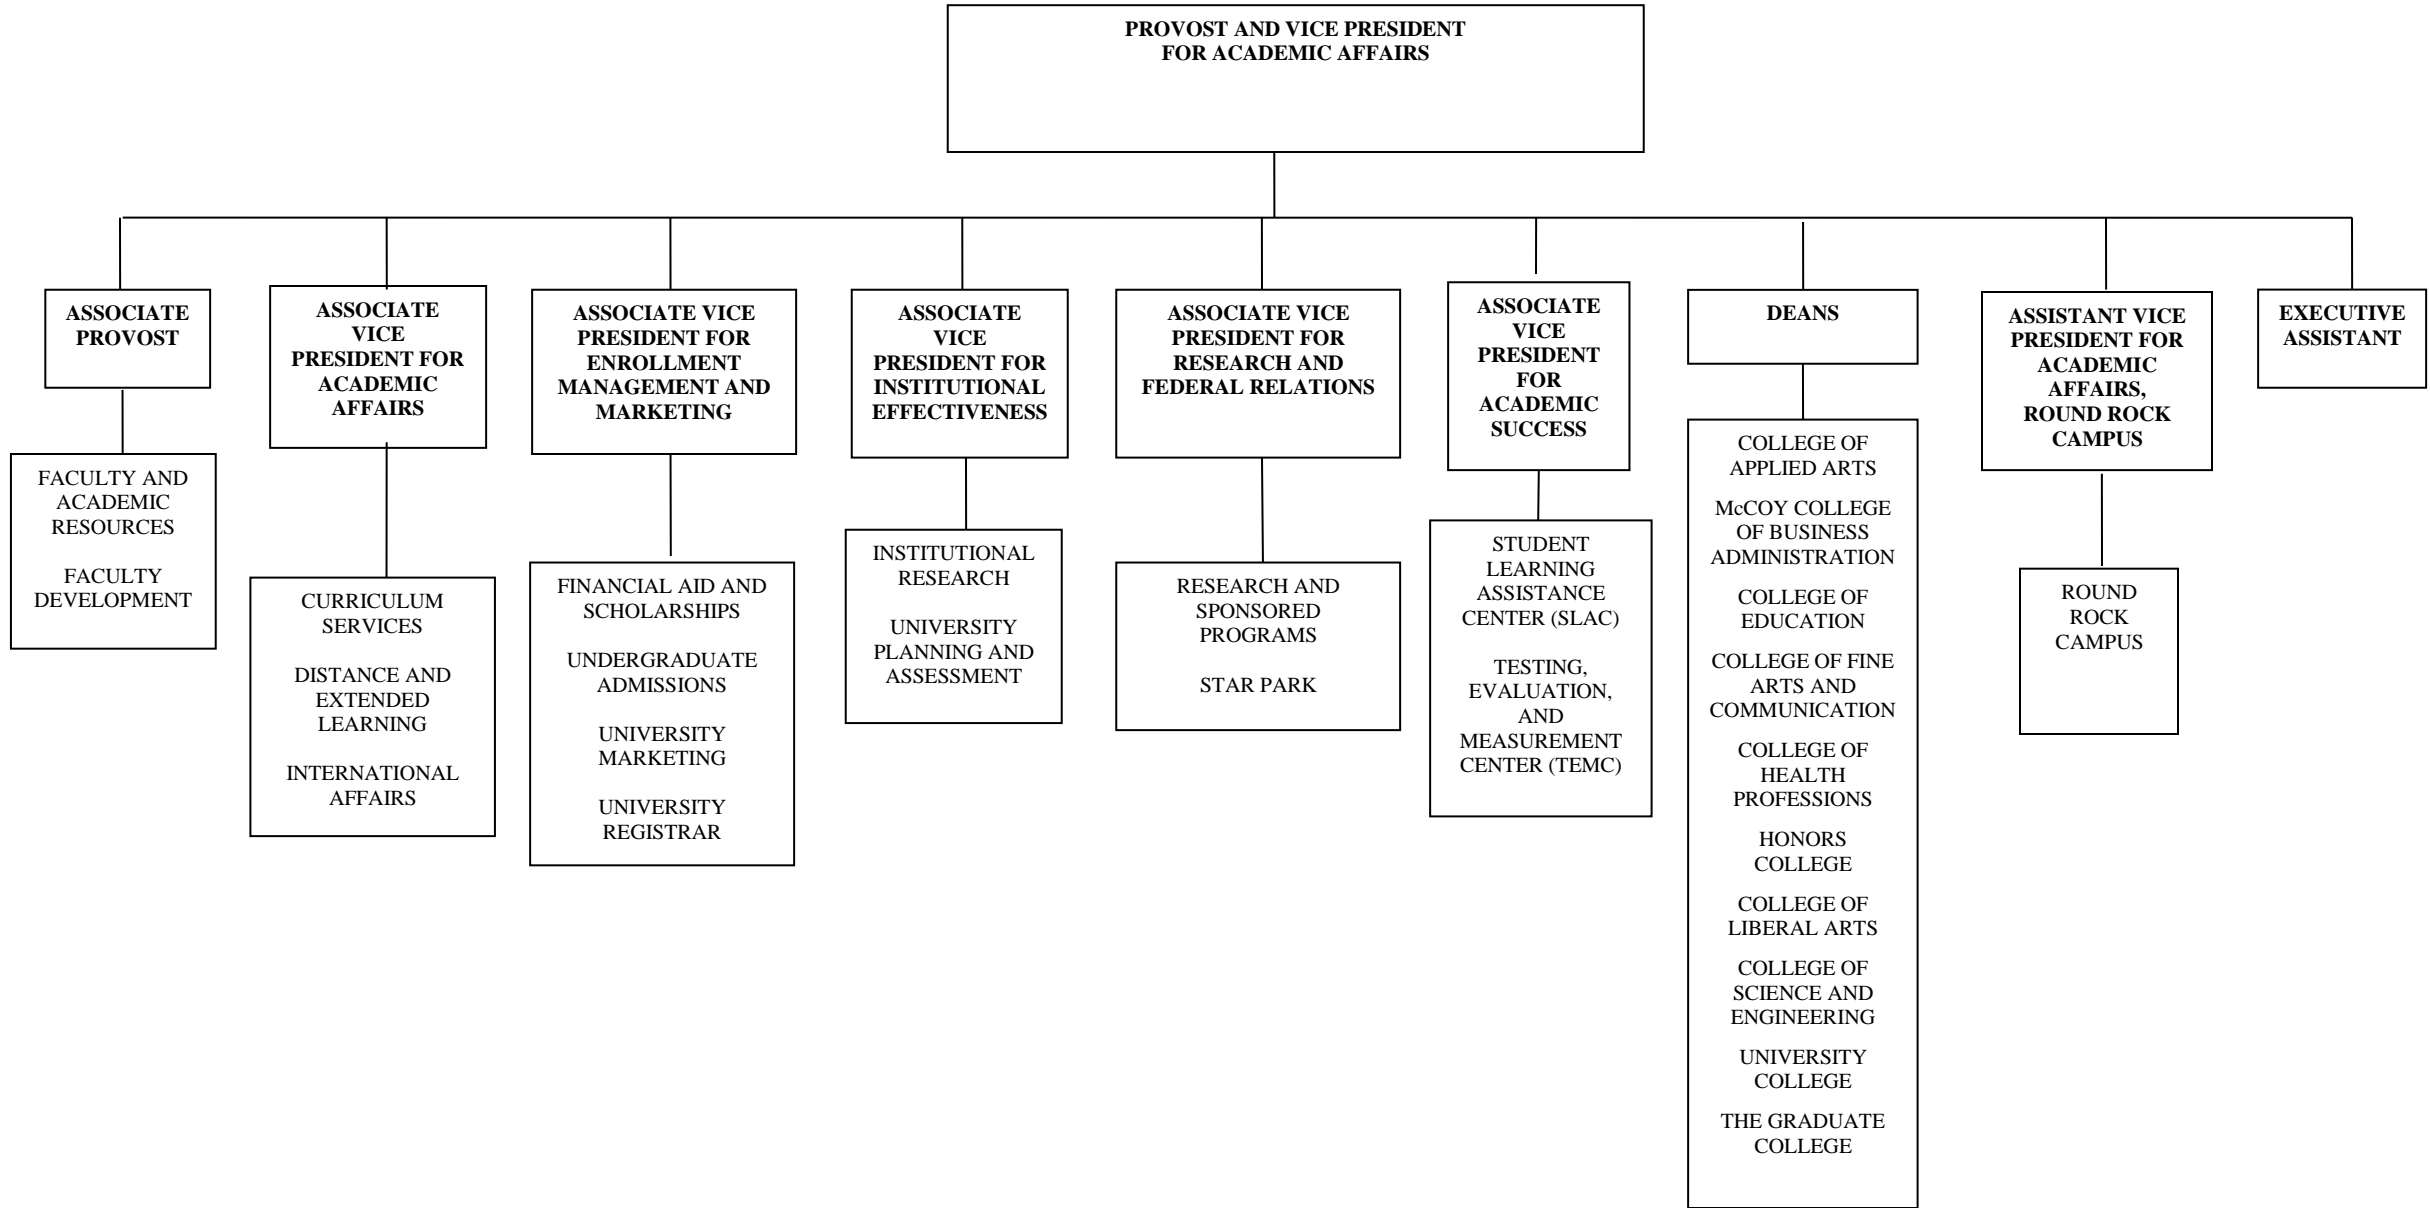 PROVOST AND VICE PRESIDENT
FOR ACADEMIC AFFAIRS
ASSOCIATE
PROVOST
FACULTY AND
ACADEMIC
RESOURCES
FACULTY
DEVELOPMENT
ASSOCIATE
VICE
PRESIDENT FOR
ACADEMIC
AFFAIRS
CURRICULUM
SERVICES
DISTANCE AND
EXTENDED
LEARNING
INTERNATIONAL
AFFAIRS
ASSOCIATE VICE
PRESIDENT FOR
ENROLLMENT
MANAGEMENT AND
MARKETING
FINANCIAL AID AND
SCHOLARSHIPS
UNDERGRADUATE
ADMISSIONS
UNIVERSITY
MARKETING
UNIVERSITY
REGISTRAR
ASSOCIATE
VICE
PRESIDENT FOR
INSTITUTIONAL
EFFECTIVENESS
INSTITUTIONAL
RESEARCH
UNIVERSITY
PLANNING AND
ASSESSMENT
ASSOCIATE VICE
PRESIDENT FOR
RESEARCH AND
FEDERAL RELATIONS
RESEARCH AND
SPONSORED
PROGRAMS
STAR PARK
ASSOCIATE
VICE
PRESIDENT
FOR
ACADEMIC
SUCCESS
STUDENT
LEARNING
ASSISTANCE
CENTER (SLAC)
TESTING,
EVALUATION,
AND
MEASUREMENT
CENTER (TEMC)
DEANS
COLLEGE OF
APPLIED ARTS
McCOY COLLEGE
OF BUSINESS
ADMINISTRATION
COLLEGE OF
EDUCATION
COLLEGE OF FINE
ARTS AND
COMMUNICATION
COLLEGE OF
HEALTH
PROFESSIONS
HONORS
COLLEGE
COLLEGE OF
LIBERAL ARTS
COLLEGE OF
SCIENCE AND
ENGINEERING
UNIVERSITY
COLLEGE
THE GRADUATE
COLLEGE
ASSISTANT VICE
PRESIDENT FOR
ACADEMIC
AFFAIRS,
ROUND ROCK
CAMPUS
ROUND
ROCK
CAMPUS
EXECUTIVE
ASSISTANT